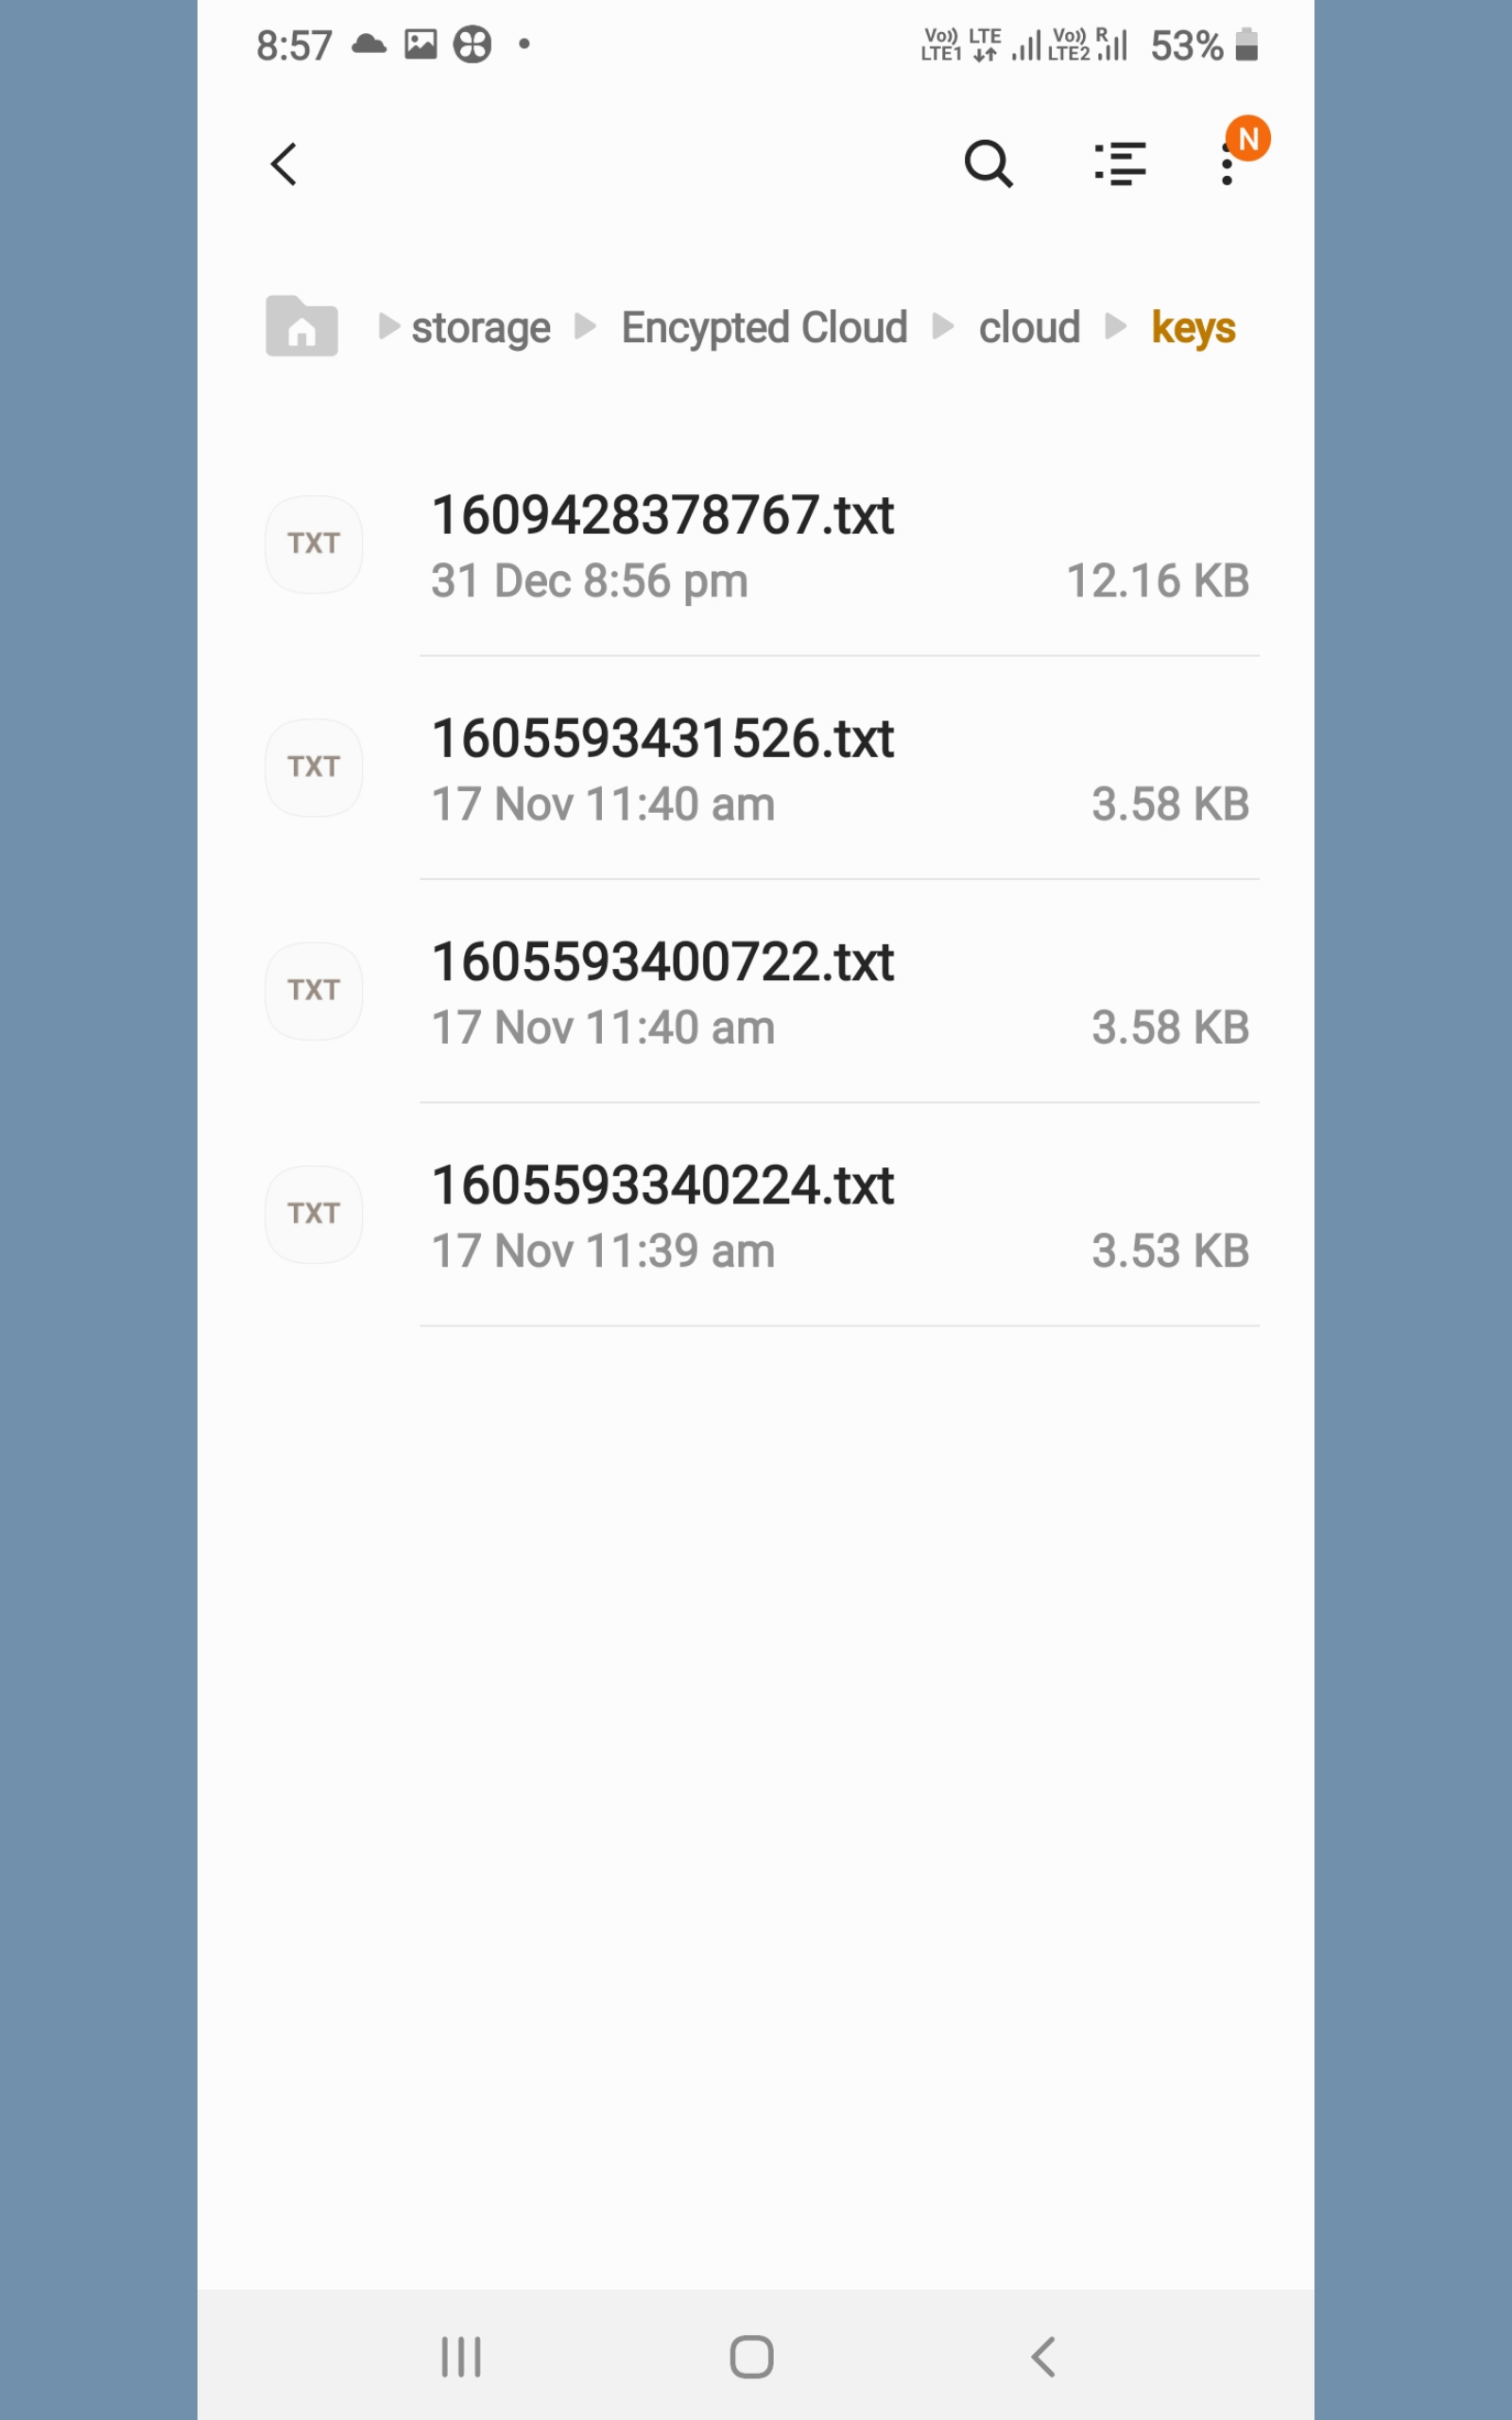 8:57 Vo)) LTE1 LTE Vo)) LTE2 R 53%
N
storage Encypted Cloud cloud keys
TXT 1609428378767.txt
31 Dec 8:56 pm 12.16 KB
TXT 1605593431526.txt
17 Nov 11:40 am 3.58 KB
TXT 1605593400722.txt
17 Nov 11:40 am 3.58 KB
TXT 1605593340224.txt
17 Nov 11:39 am 3.53 KB